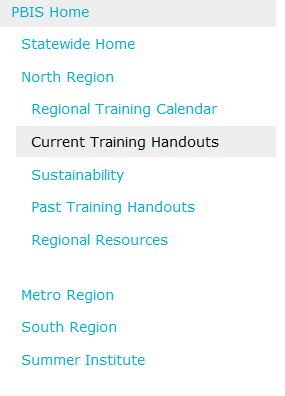 PBIS Home
Statewide Home
North Region
Regional Training Calendar
Current Training Handouts
Sustainability
Past Training Handouts
Regional Resources
Metro Region
South Region
Summer Institute